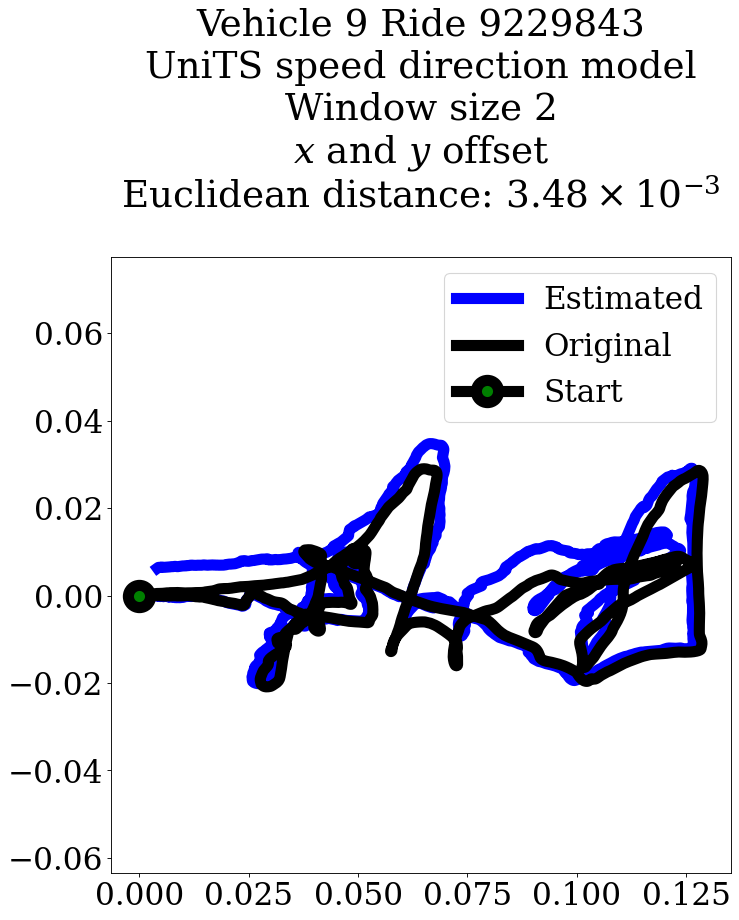 Vehicle 9 Ride 9229843
UniTS speed direction model
Window size 2
x and y offset
Euclidean distance: 3.48 × 10⁻³
Estimated
Original
Start
0.06
0.04
0.02
0.00
−0.02
−0.04
−0.06
0.000 0.025 0.050 0.075 0.100 0.125